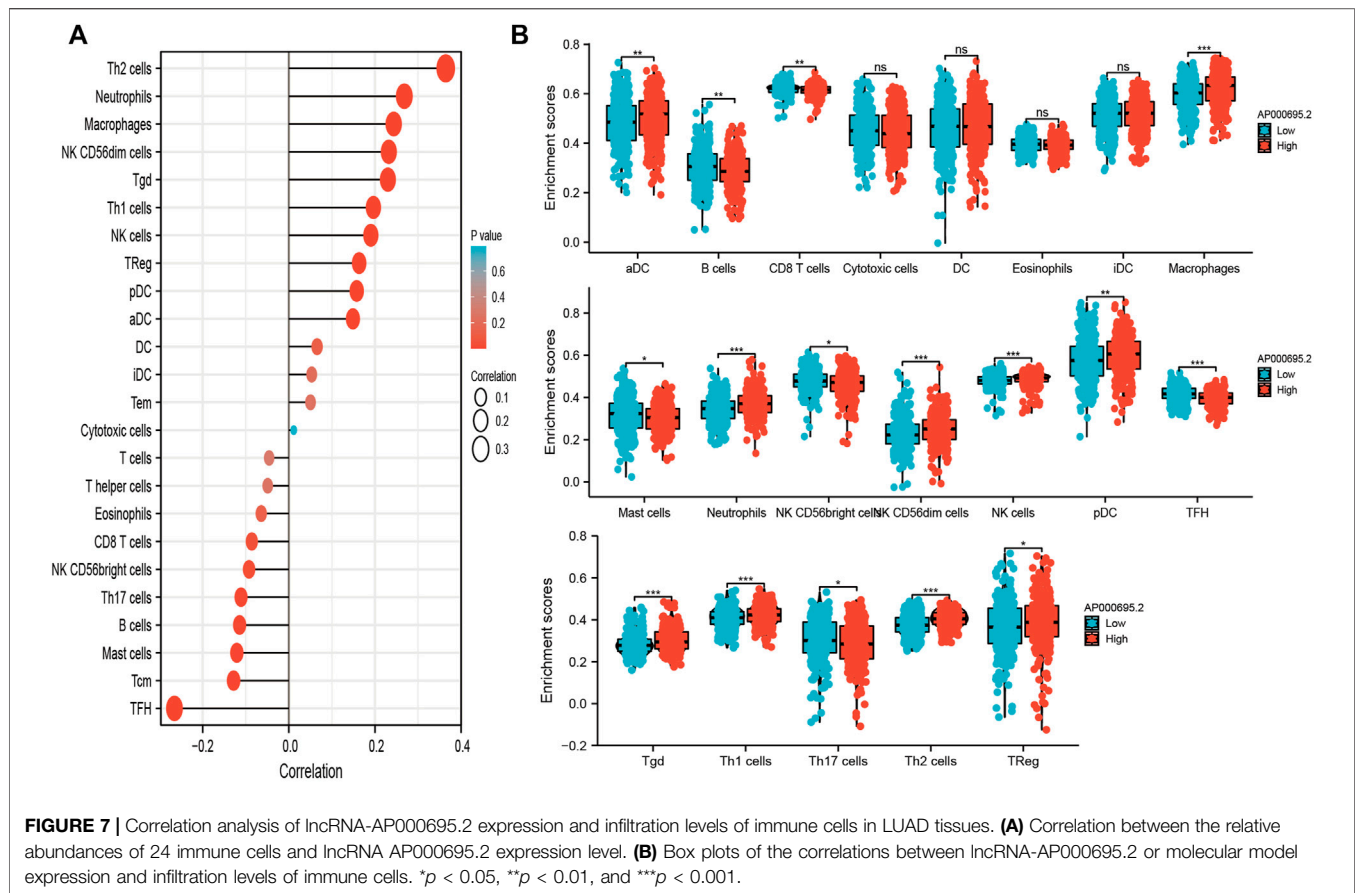 A
Th2 cells
Neutrophils
Macrophages
NK CD56dim cells
Tgd
Th1 cells
NK cells
TReg
pDC
aDC
DC
iDC
Tem
Cytotoxic cells
T cells
T helper cells
Eosinophils
CD8 T cells
NK CD56bright cells
Th17 cells
B cells
Mast cells
Tcm
TFH
−0.2 0.0 0.2 0.4
Correlation
P value
0.6
0.4
0.2
Correlation
0.1
0.2
0.3
B
Enrichment scores
0.8
0.6
0.4
0.2
0.0
** ** ** ns ns ns ns ***
aDC B cells CD8 T cells Cytotoxic cells DC Eosinophils iDC Macrophages
AP000695.2
Low
High
Enrichment scores
0.8
0.6
0.4
0.2
0.0
* *** * *** *** ** ***
Mast cells Neutrophils NK CD56bright cells NK CD56dim cells NK cells pDC TFH
AP000695.2
Low
High
Enrichment scores
0.8
0.6
0.4
0.2
0.0
−0.2
*** *** * *** *
Tgd Th1 cells Th17 cells Th2 cells TReg
AP000695.2
Low
High
FIGURE 7 | Correlation analysis of lncRNA-AP000695.2 expression and infiltration levels of immune cells in LUAD tissues. (A) Correlation between the relative
abundances of 24 immune cells and lncRNA AP000695.2 expression level. (B) Box plots of the correlations between lncRNA-AP000695.2 or molecular model
expression and infiltration levels of immune cells. *p < 0.05, **p < 0.01, and ***p < 0.001.